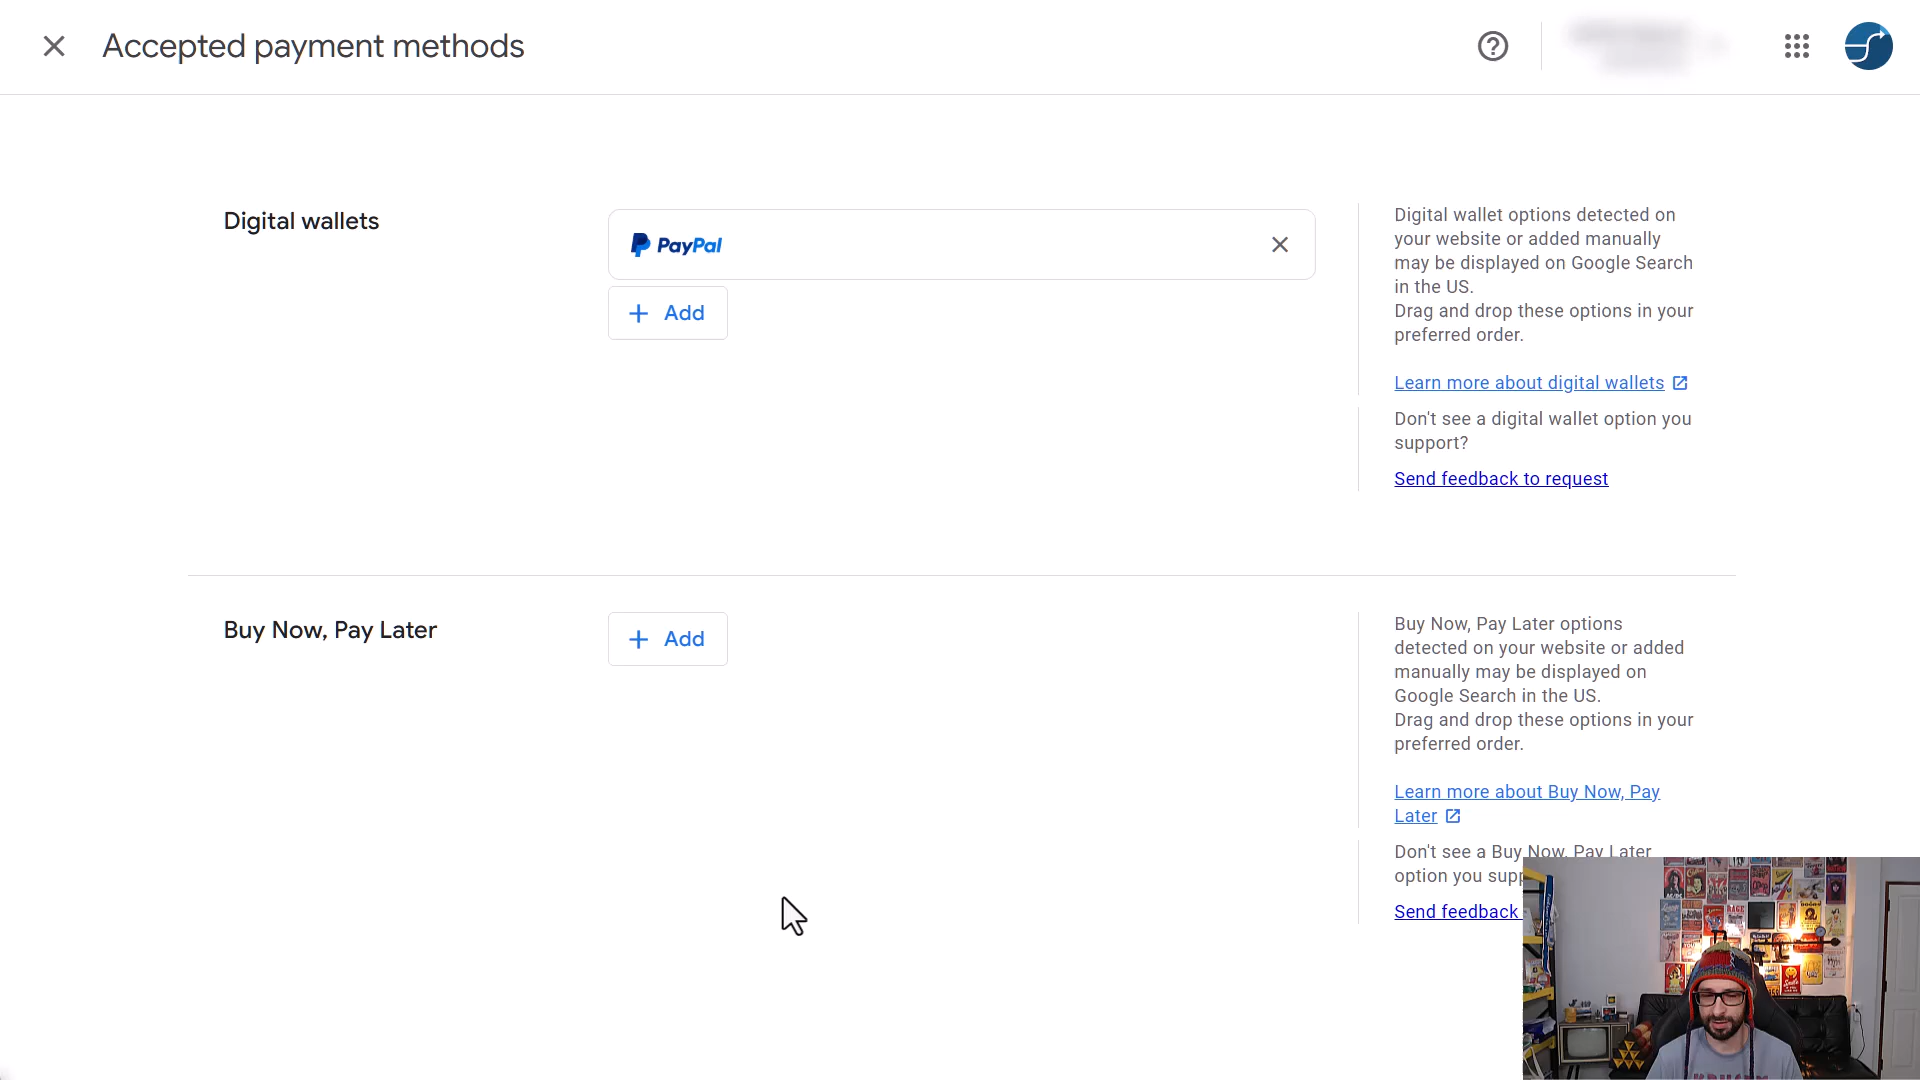 Accepted payment methods
Digital wallets
PayPal
Add
Digital wallet options detected on
your website or added manually
may be displayed on Google Search
in the US.
Drag and drop these options in your
preferred order.
Learn more about digital wallets
Don't see a digital wallet option you
support?
Send feedback to request
Buy Now, Pay Later
Add
Buy Now, Pay Later options
detected on your website or added
manually may be displayed on
Google Search in the US.
Drag and drop these options in your
preferred order.
Learn more about Buy Now, Pay
Later
Don't see a Buy Now, Pay Later
option you supp
Send feedback